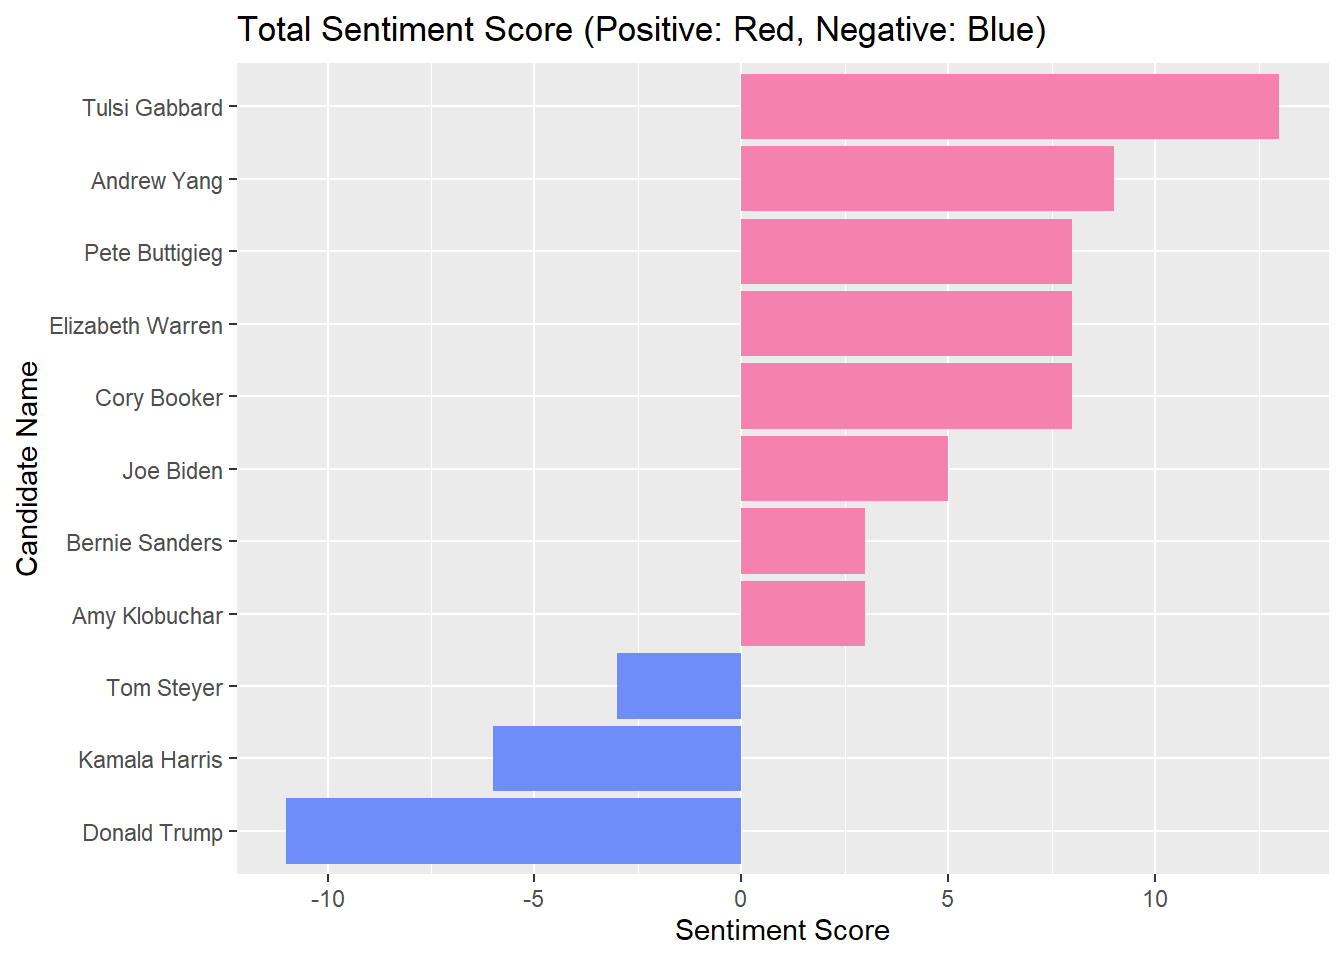 Total Sentiment Score (Positive: Red, Negative: Blue)
Candidate Name
Tulsi Gabbard
Andrew Yang
Pete Buttigieg
Elizabeth Warren
Cory Booker
Joe Biden
Bernie Sanders
Amy Klobuchar
Tom Steyer
Kamala Harris
Donald Trump
-10 -5 0 5 10
Sentiment Score